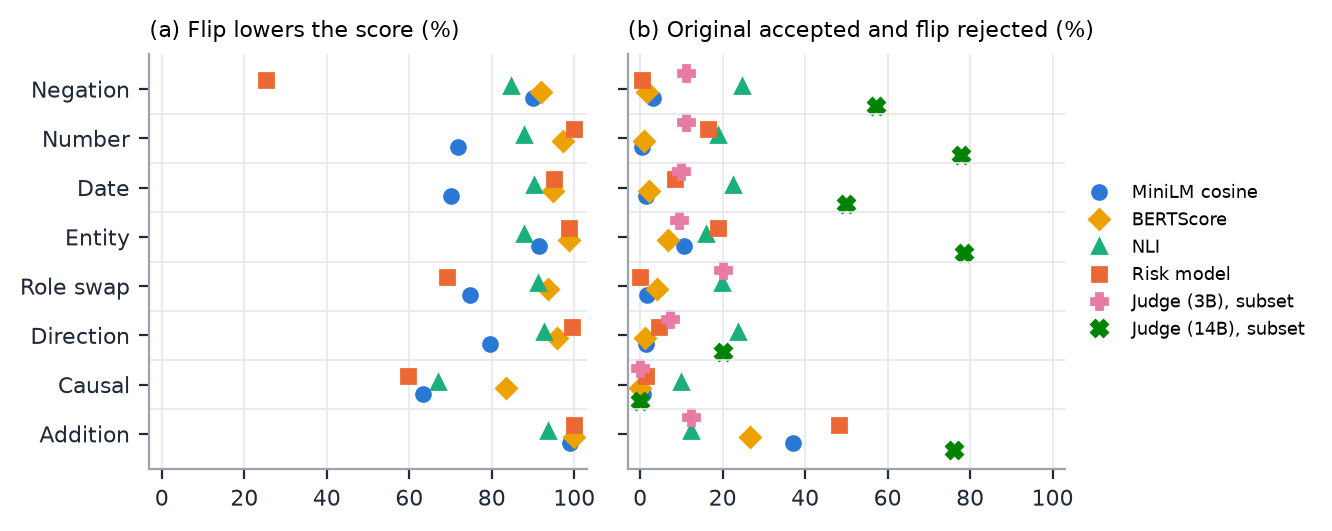 (a) Flip lowers the score (%)
(b) Original accepted and flip rejected (%)
Negation
Number
Date
Entity
Role swap
Direction
Causal
Addition
0 20 40 60 80 100
0 20 40 60 80 100
MiniLM cosine
BERTScore
NLI
Risk model
Judge (3B), subset
Judge (14B), subset